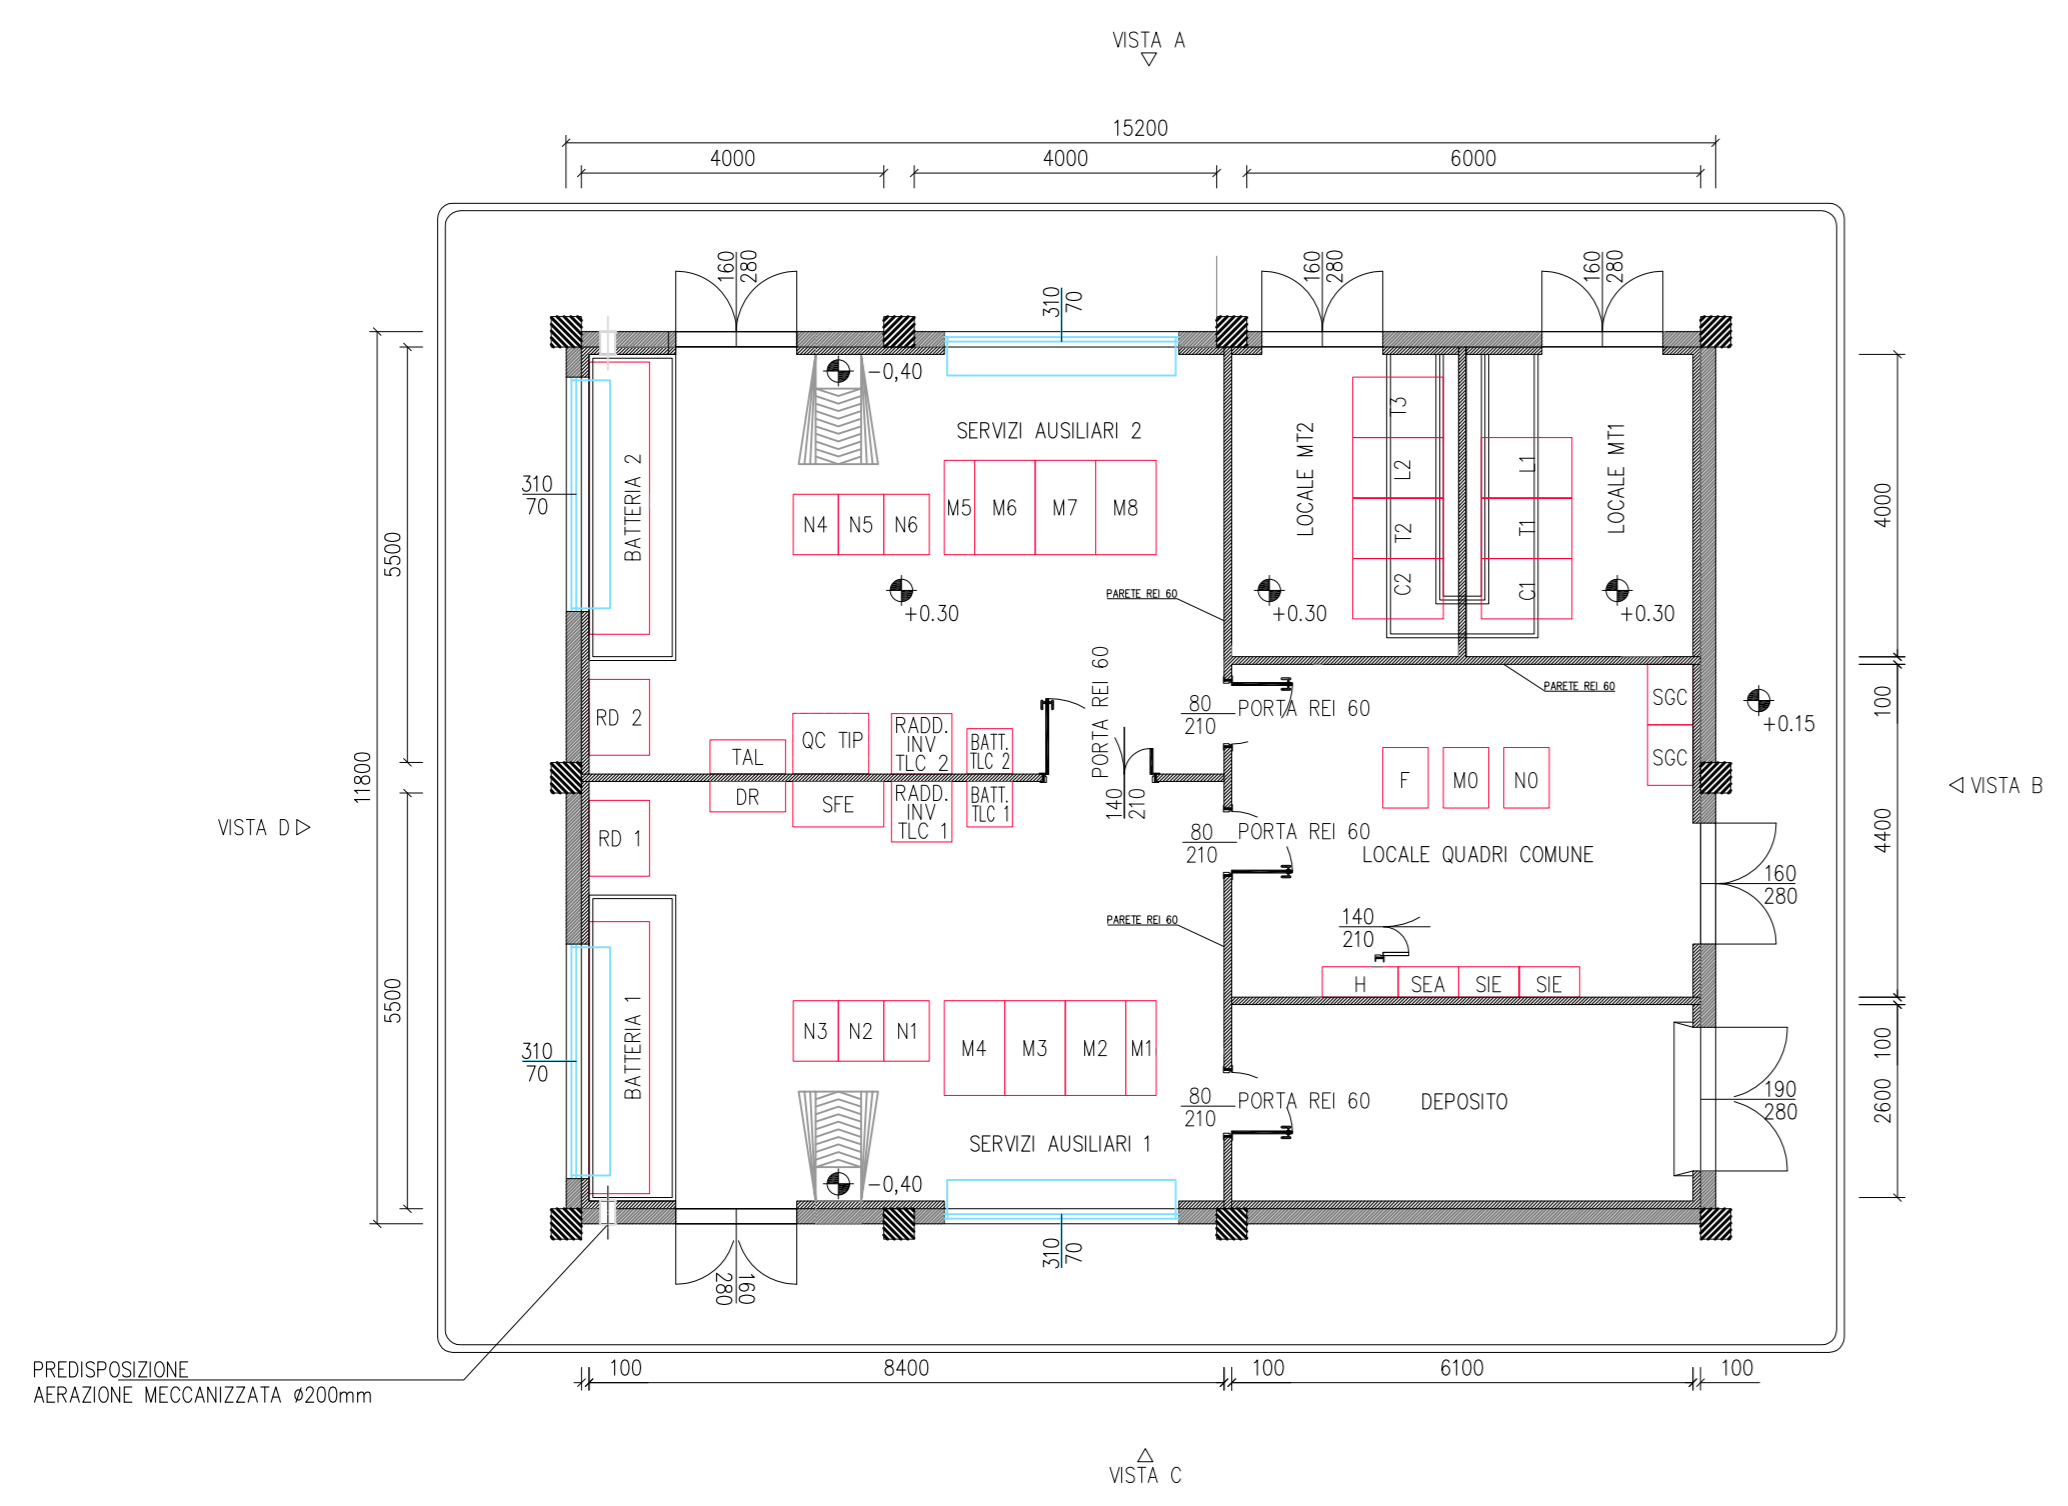 VISTA A
15200
4000
4000
6000
160
280
310
70
160
280
160
280
-0,40
SERVIZI AUSILIARI 2
BATTERIA 2
310
70
N4
N5
N6
M5
M6
M7
M8
LOCALE MT2
T3
L2
T2
C2
L1
T1
C1
LOCALE MT1
4000
5500
+0.30
PARETE REI 60
+0.30
+0.30
PORTA REI 60
80
210
PORTA REI 60
PARETE REI 60
SGC
SGC
+0.15
100
RD 2
TAL
QC TIP
RADD.
INV
TLC 2
BATT.
TLC 2
F
M0
N0
11800
VISTA D
RD 1
DR
SFE
RADD.
INV
TLC 1
BATT.
TLC 1
140
210
80
210
PORTA REI 60
LOCALE QUADRI COMUNE
VISTA B
4400
160
280
PARETE REI 60
140
210
H
SEA
SIE
SIE
5500
310
70
BATTERIA 1
N3
N2
N1
M4
M3
M2
M1
80
210
PORTA REI 60
DEPOSITO
190
280
100
2600
SERVIZI AUSILIARI 1
-0,40
160
280
310
70
PREDISPOSIZIONE
AERAZIONE MECCANIZZATA ø200mm
100
8400
100
6100
100
VISTA C